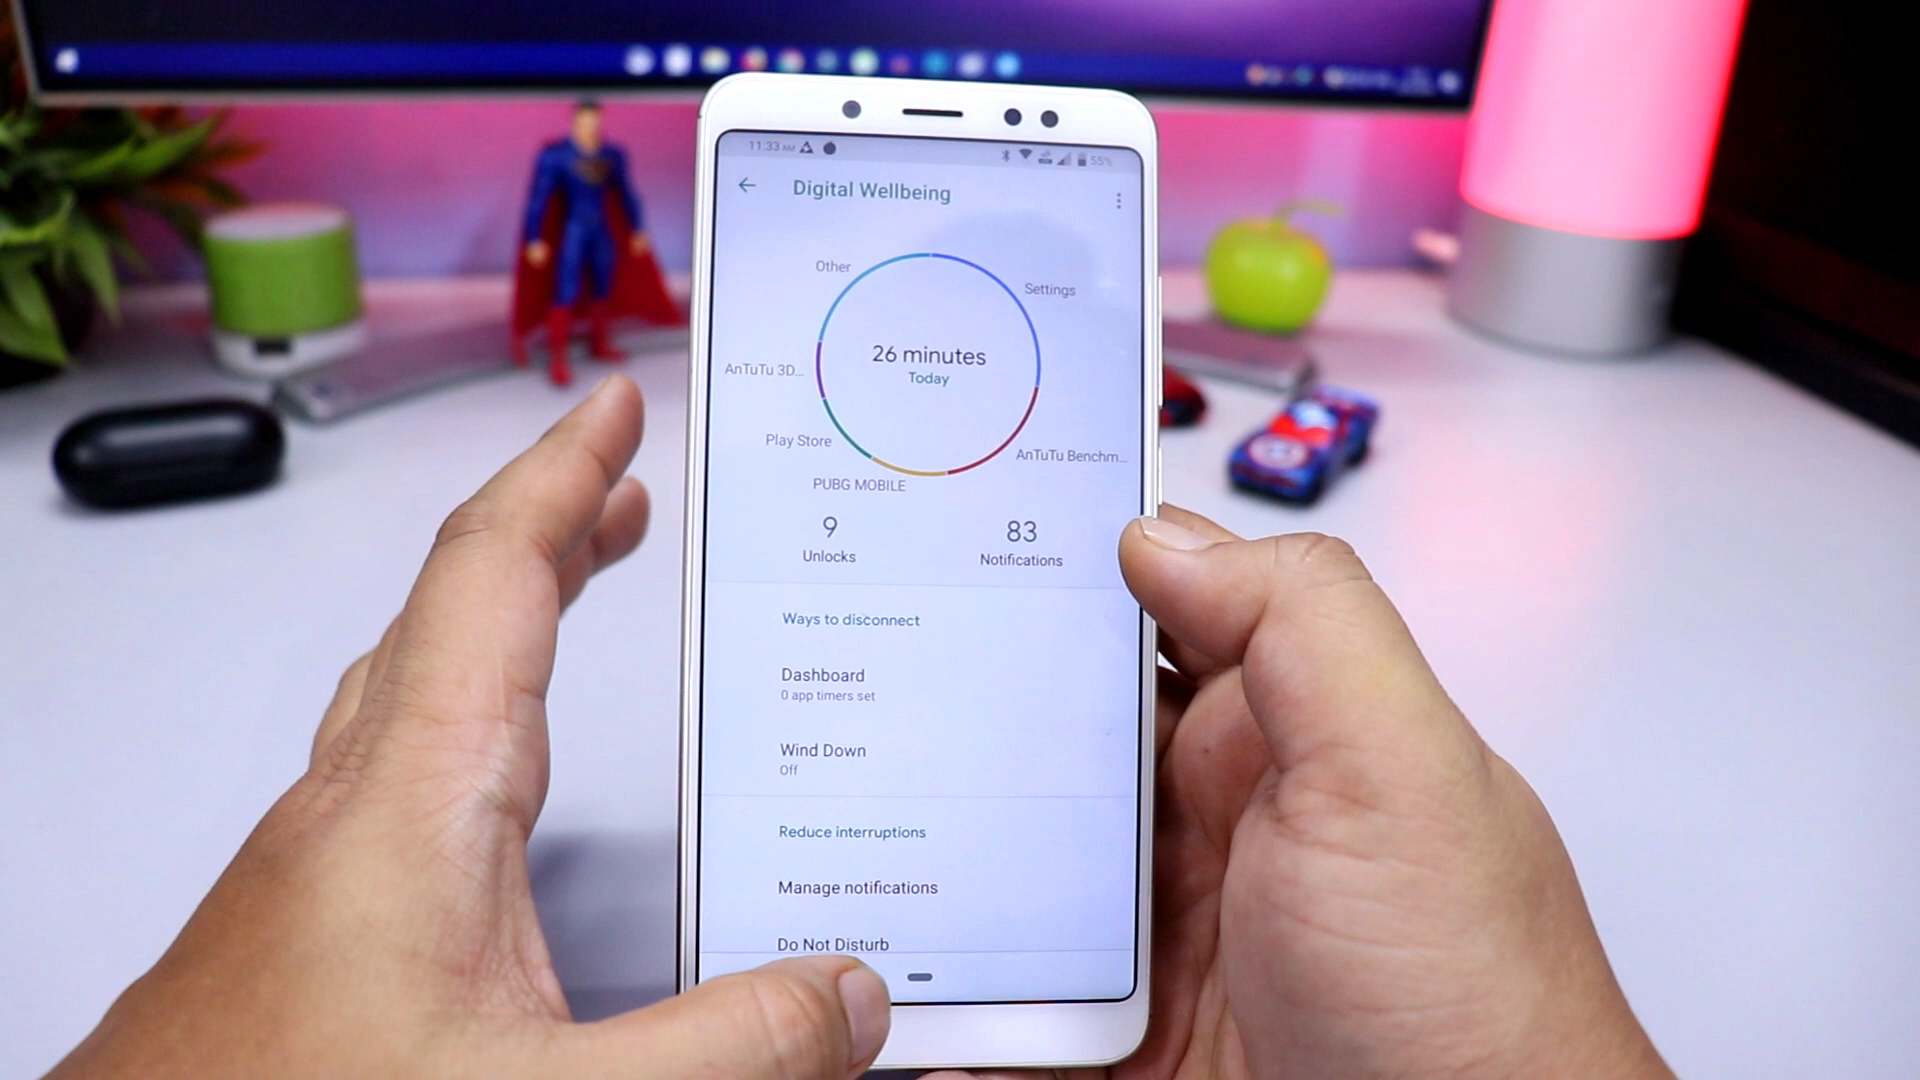 11:33 AM 55%
Digital Wellbeing
Other
Settings
26 minutes
Today
AnTuTu 3D...
Play Store
AnTuTu Benchm...
PUBG MOBILE
9 83
Unlocks Notifications
Ways to disconnect
Dashboard
0 app timers set
Wind Down
Off
Reduce interruptions
Manage notifications
Do Not Disturb